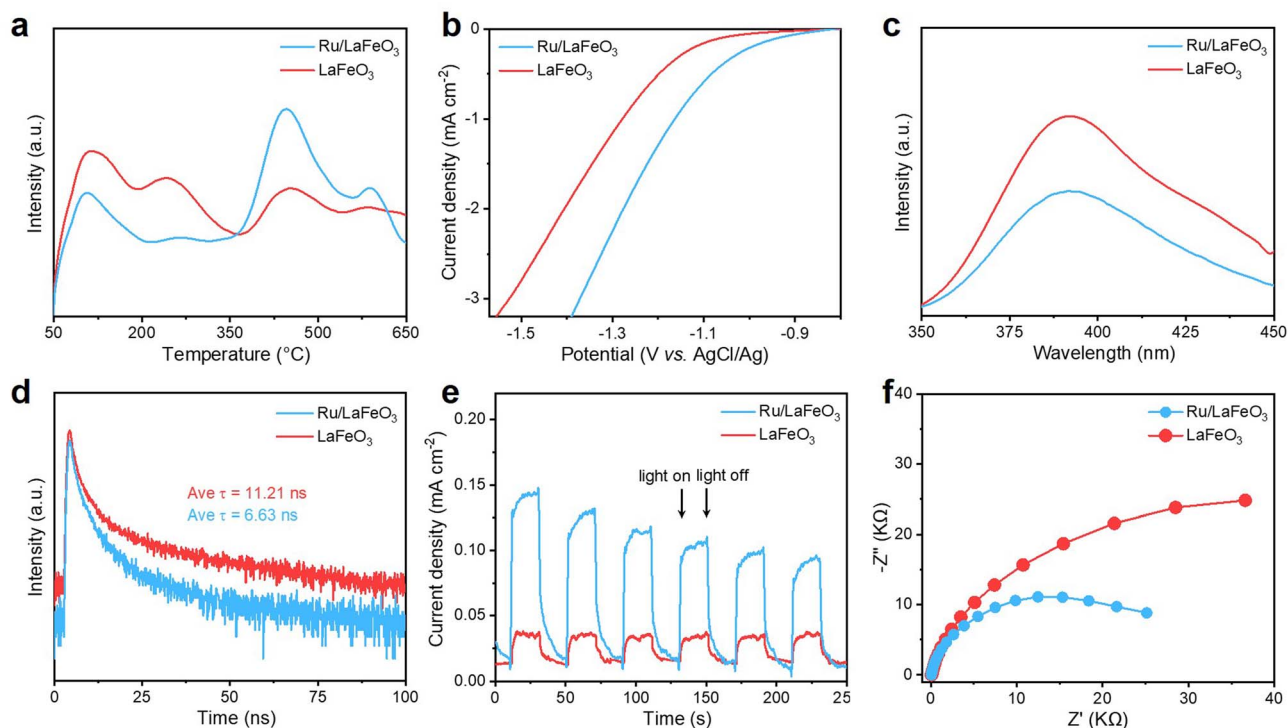 a
Ru/LaFeO₃
LaFeO₃
Intensity (a.u.)
50 200 350 500 650
Temperature (°C)
b
0
-1
-2
-3
Ru/LaFeO₃
LaFeO₃
Current density (mA cm⁻²)
-1.5 -1.3 -1.1 -0.9
Potential (V vs. AgCl/Ag)
c
Ru/LaFeO₃
LaFeO₃
Intensity (a.u.)
350 375 400 425 450
Wavelength (nm)
d
Ru/LaFeO₃
LaFeO₃
Ave τ = 11.21 ns
Ave τ = 6.63 ns
Intensity (a.u.)
0 25 50 75 100
Time (ns)
e
Ru/LaFeO₃
LaFeO₃
light on light off
0.20
0.15
0.10
0.05
0.00
Current density (mA cm⁻²)
0 50 100 150 200 25
Time (s)
f
Ru/LaFeO₃
LaFeO₃
40
30
20
10
0
-Z" (KΩ)
0 10 20 30 40
Z' (KΩ)